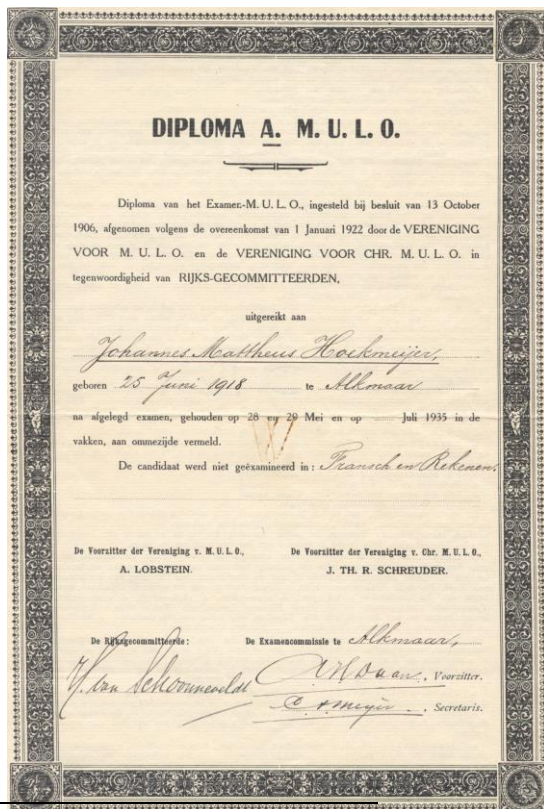 DIPLOMA A. M. U. L. O.
Diploma van het Examen-M. U. L. O., ingesteld bij besluit van 13 October
1906, afgenomen volgens de overeenkomst van 1 Januari 1922 door de VERENIGING
VOOR M. U. L. O. en de VERENIGING VOOR CHR. M. U. L. O. in
tegenwoordigheid van RIJKS-GECOMMITTEERDEN,
uitgereikt aan
Johannes Mattheus Hoekmeijer,
geboren 25 Juni 1918 te Alkmaar
na afgelegd examen, gehouden op 28 en 29 Mei en op Juli 1935 in de
vakken, aan ommezijde vermeld.
De candidaat werd niet geëxamineerd in: Fransch en Rekenen.
De Voorzitter der Vereniging v. M. U. L. O.,
A. LOBSTEIN.
De Voorzitter der Vereniging v. Chr. M. U. L. O.,
J. TH. R. SCHREUDER.
De Rijksgecommitteerde:
H. van Schoonneveldt
De Examencommissie te Alkmaar,
Daan. Voorzitter.
Meijer. Secretaris.